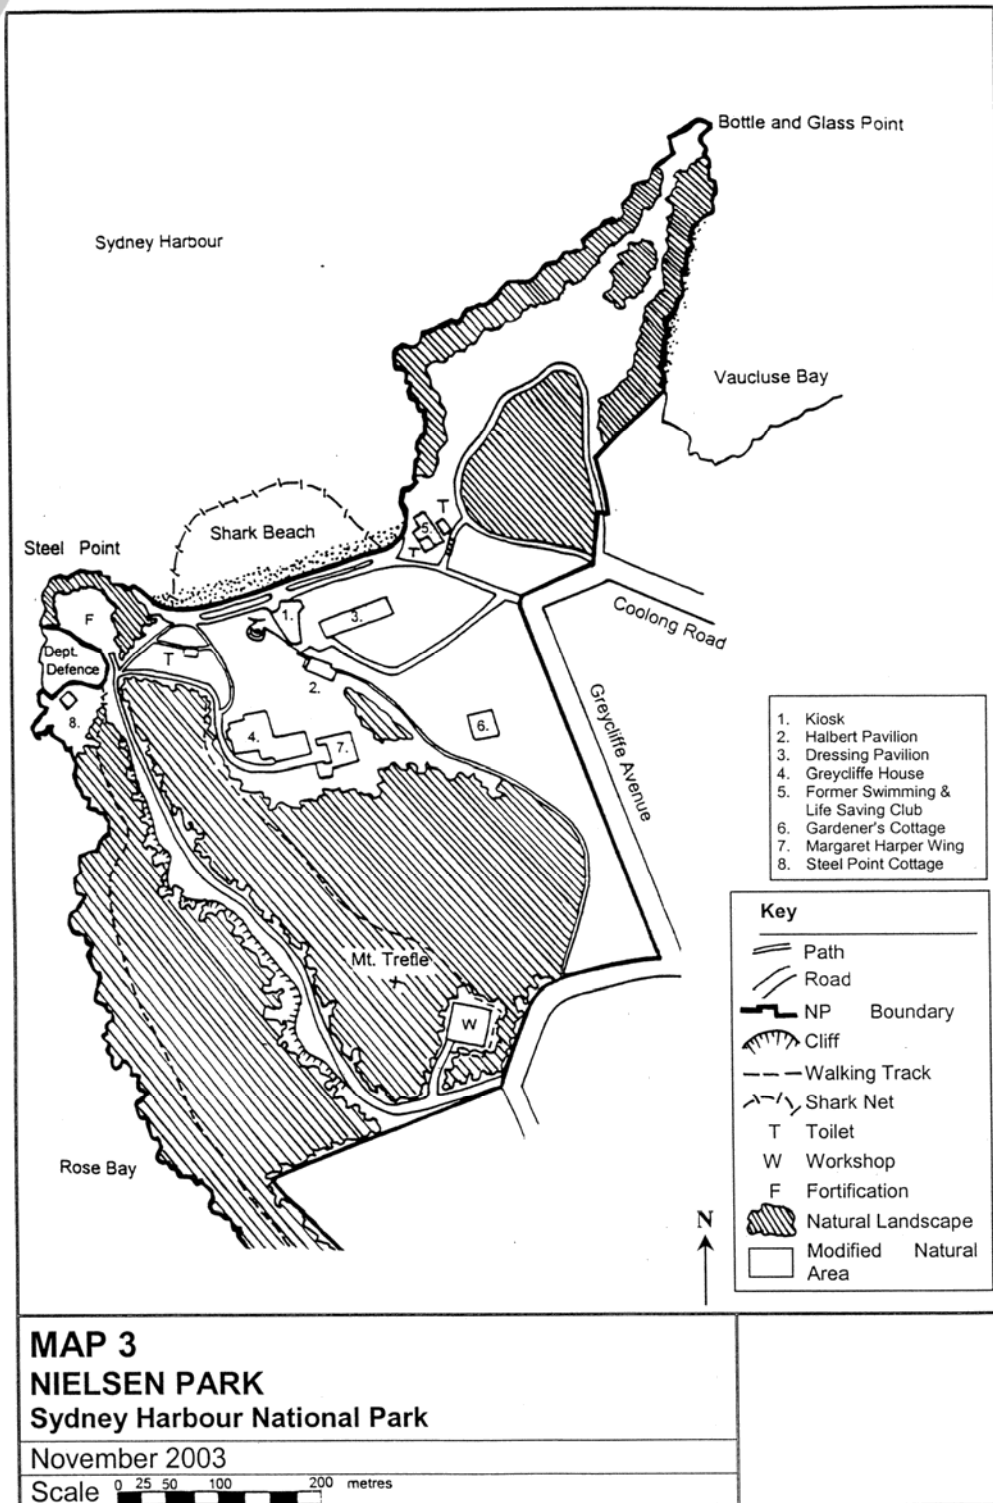 Bottle and Glass Point
Sydney Harbour
Vaucluse Bay
T
Shark Beach
5.
T
Steel Point
Coolong Road
F
1.
3.
Dept.
Defence
T
2.
8.
Greycliffe Avenue
4.
7.
6.
1. Kiosk
2. Halbert Pavilion
3. Dressing Pavilion
4. Greycliffe House
5. Former Swimming &
Life Saving Club
6. Gardener's Cottage
7. Margaret Harper Wing
8. Steel Point Cottage
Mt. Trefle
W
Rose Bay
Key
Path
Road
NP Boundary
Cliff
Walking Track
Shark Net
T Toilet
W Workshop
F Fortification
Natural Landscape
Modified Natural
Area
N
MAP 3
NIELSEN PARK
Sydney Harbour National Park
November 2003
Scale 0 25 50 100 200 metres